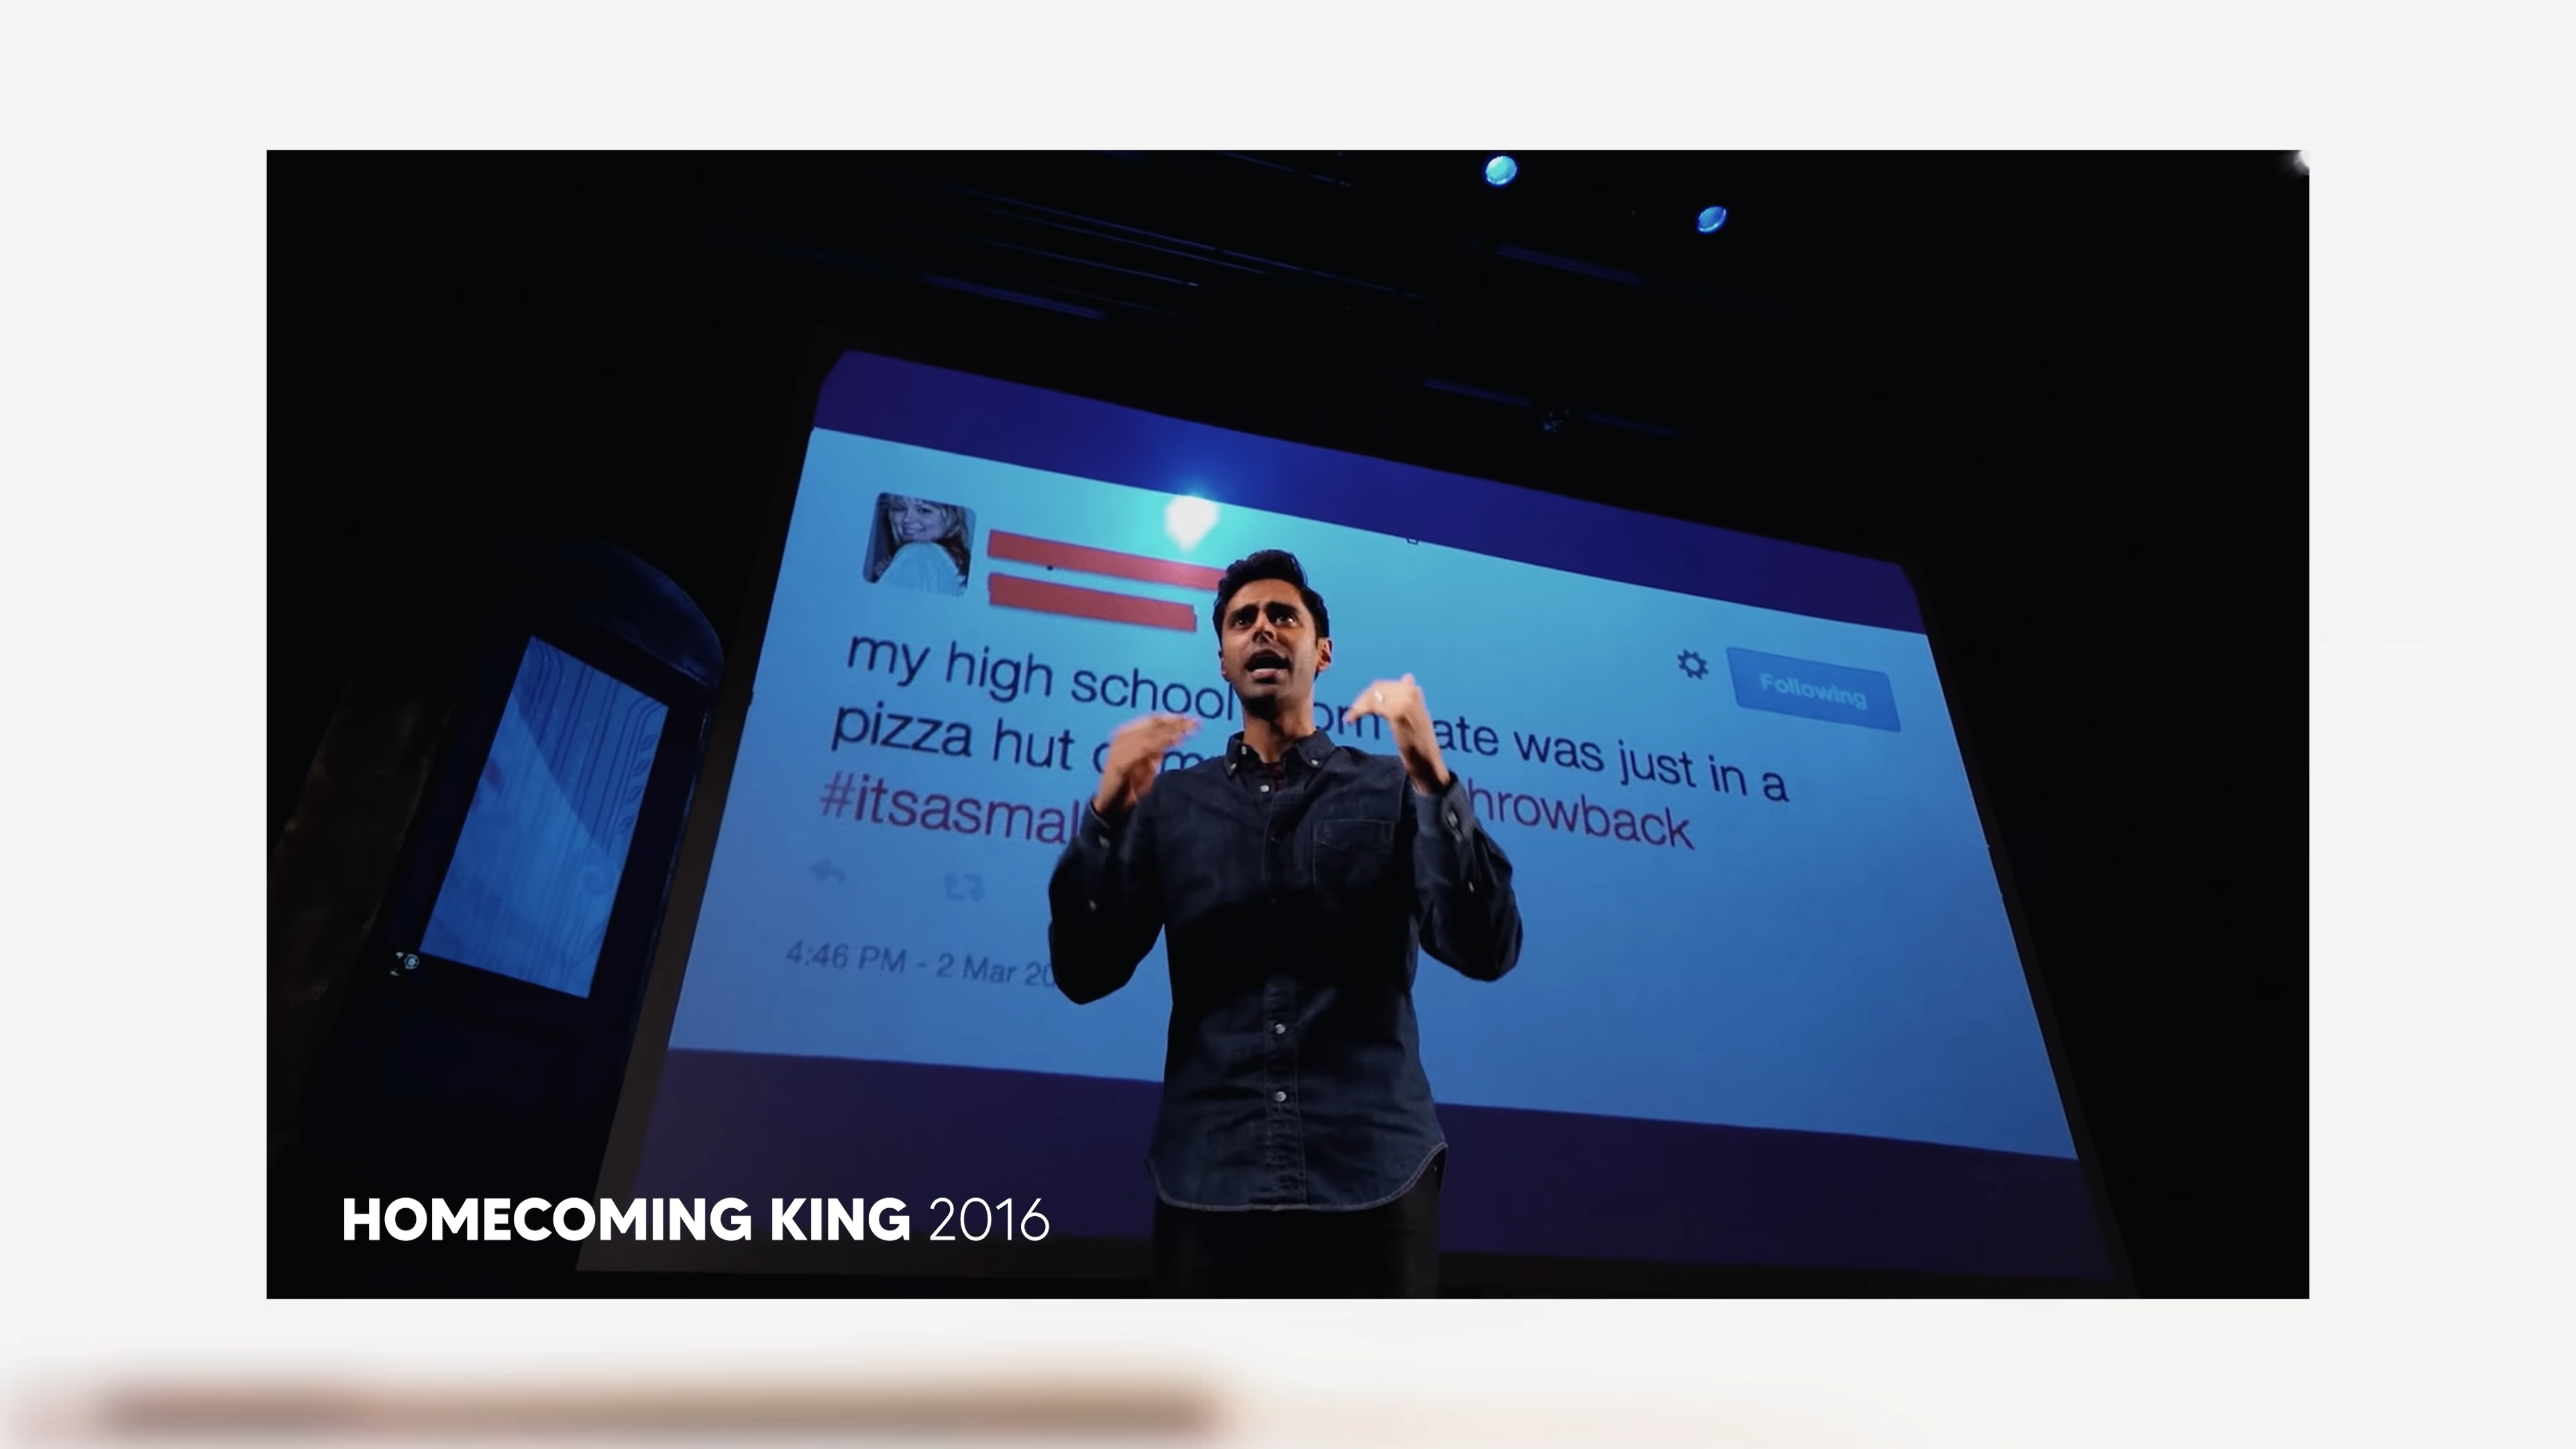 my high school ate was just in a
pizza hut
#itsasmal hrowback
Following
4:46 PM - 2 Mar 20
HOMECOMING KING 2016